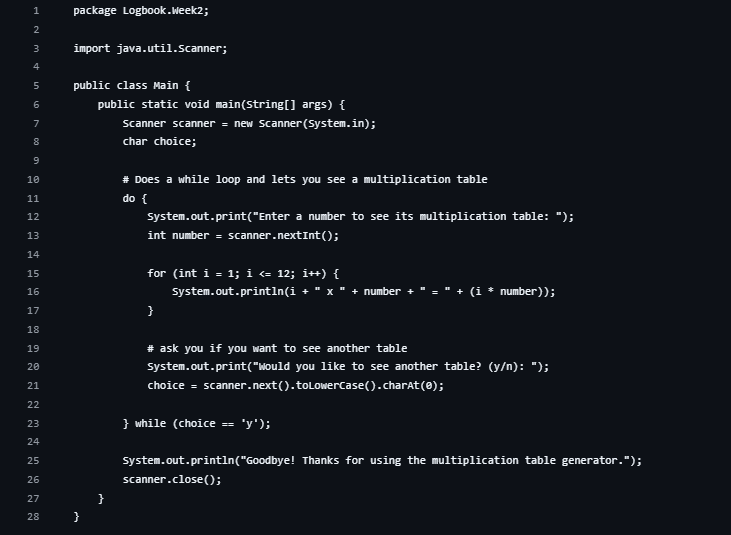 1 package Logbook.Week2;
2
3 import java.util.Scanner;
4
5 public class Main {
6     public static void main(String[] args) {
7         Scanner scanner = new Scanner(System.in);
8         char choice;
9
10         # Does a while loop and lets you see a multiplication table
11         do {
12             System.out.print("Enter a number to see its multiplication table: ");
13             int number = scanner.nextInt();
14
15             for (int i = 1; i <= 12; i++) {
16                 System.out.println(i + " x " + number + " = " + (i * number));
17             }
18
19             # ask you if you want to see another table
20             System.out.print("Would you like to see another table? (y/n): ");
21             choice = scanner.next().toLowerCase().charAt(0);
22
23         } while (choice == 'y');
24
25         System.out.println("Goodbye! Thanks for using the multiplication table generator.");
26         scanner.close();
27     }
28 }